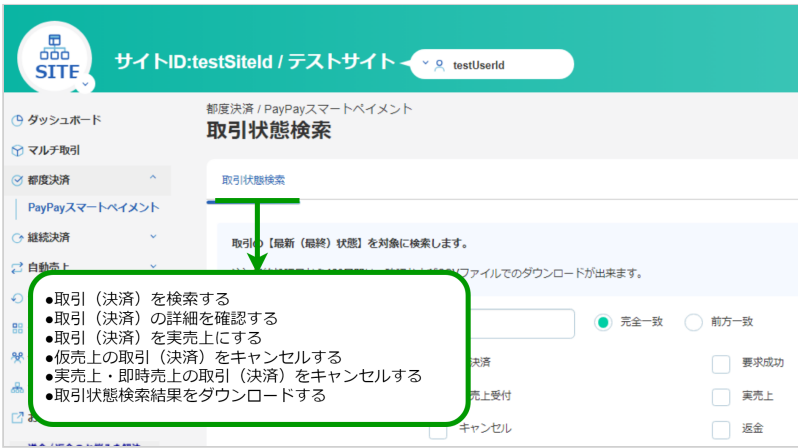 SITE
サイトID:testSiteId / テストサイト
testUserId
ダッシュボード
マルチ取引
都度決済
PayPayスマートペイメント
継続決済
自動売上
都度決済 / PayPayスマートペイメント
取引状態検索
取引状態検索
取引の【最新（最終）状態】を対象に検索します。
ファイルでのダウンロードが出来ます。
●取引（決済）を検索する
●取引（決済）の詳細を確認する
●取引（決済）を実売上にする
●仮売上の取引（決済）をキャンセルする
●実売上・即時売上の取引（決済）をキャンセルする
●取引状態検索結果をダウンロードする
完全一致
前方一致
決済
要求成功
売上受付
実売上
キャンセル
返金